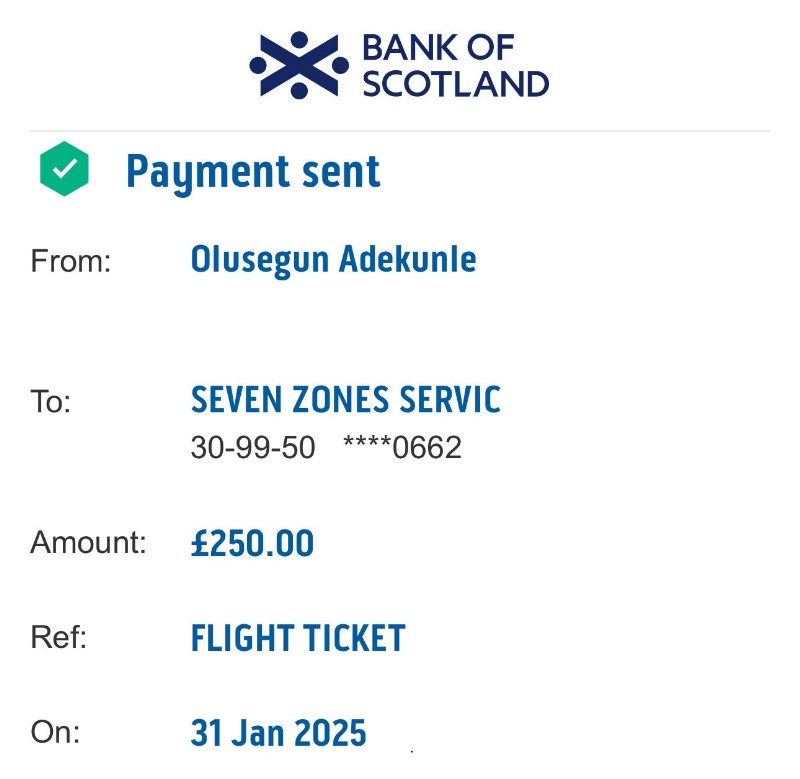 BANK OF
SCOTLAND
Payment sent
From: Olusegun Adekunle
To: SEVEN ZONES SERVIC
30-99-50 ****0662
Amount: £250.00
Ref: FLIGHT TICKET
On: 31 Jan 2025